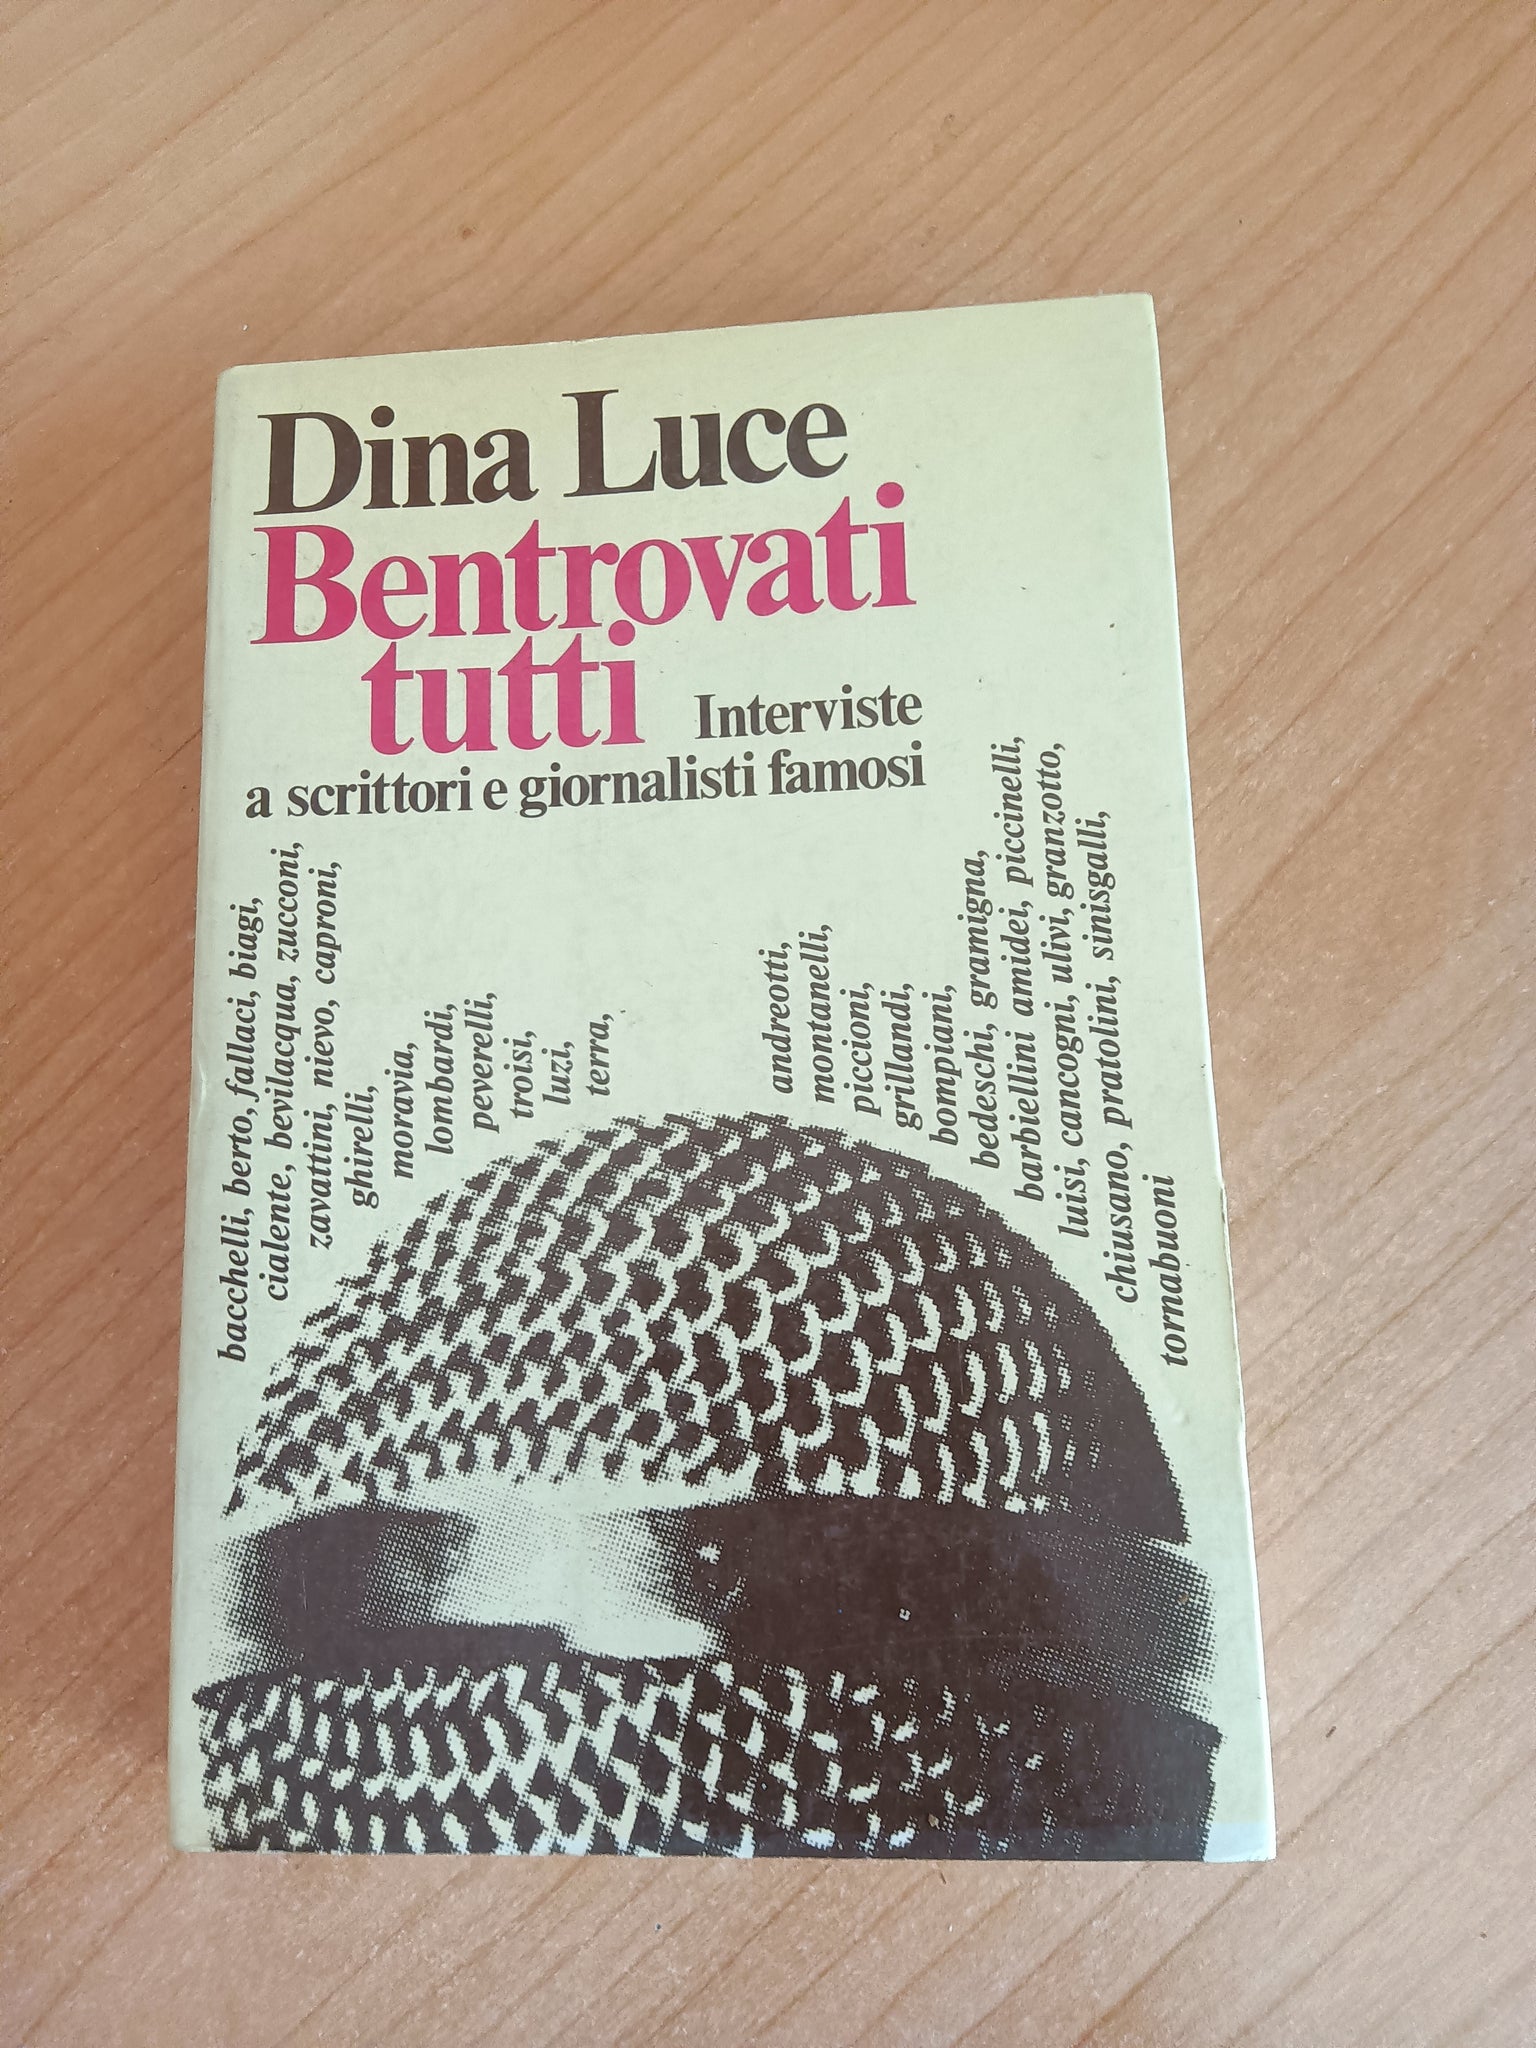 Dina Luce
Bentrovati
tutti
Interviste
a scrittori e giornalisti famosi
bacchelli, berto, fallaci, biagi,
cialente, bevilacqua, zucconi,
zavattini, nievo, caproni,
ghirelli,
moravia,
lombardi,
peverelli,
troisi,
luzi,
terra,
andreotti,
montanelli,
piccioni,
grillandi,
bompiani,
bedeschi, gramigna,
barbiellini amidei, piccinelli,
luisi, cancogni, ulivi, granzotto,
chiusano, pratolini, sinisgalli,
tornabuoni